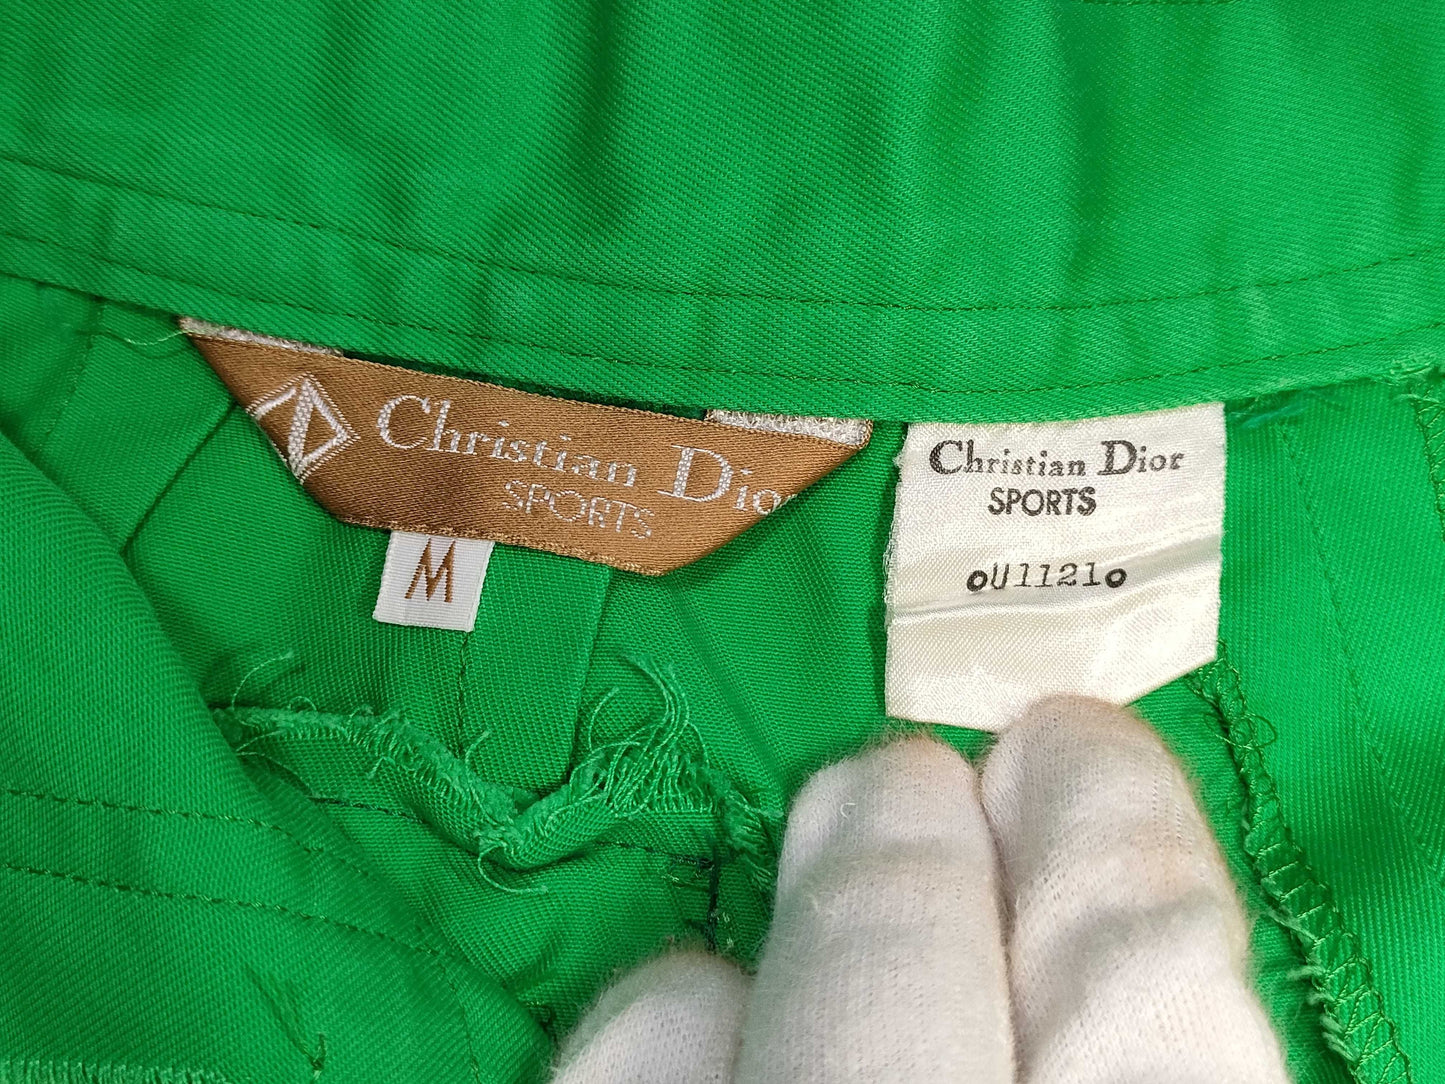 Christian Dior
SPORTS
M
Christian Dior
SPORTS
oU1121o